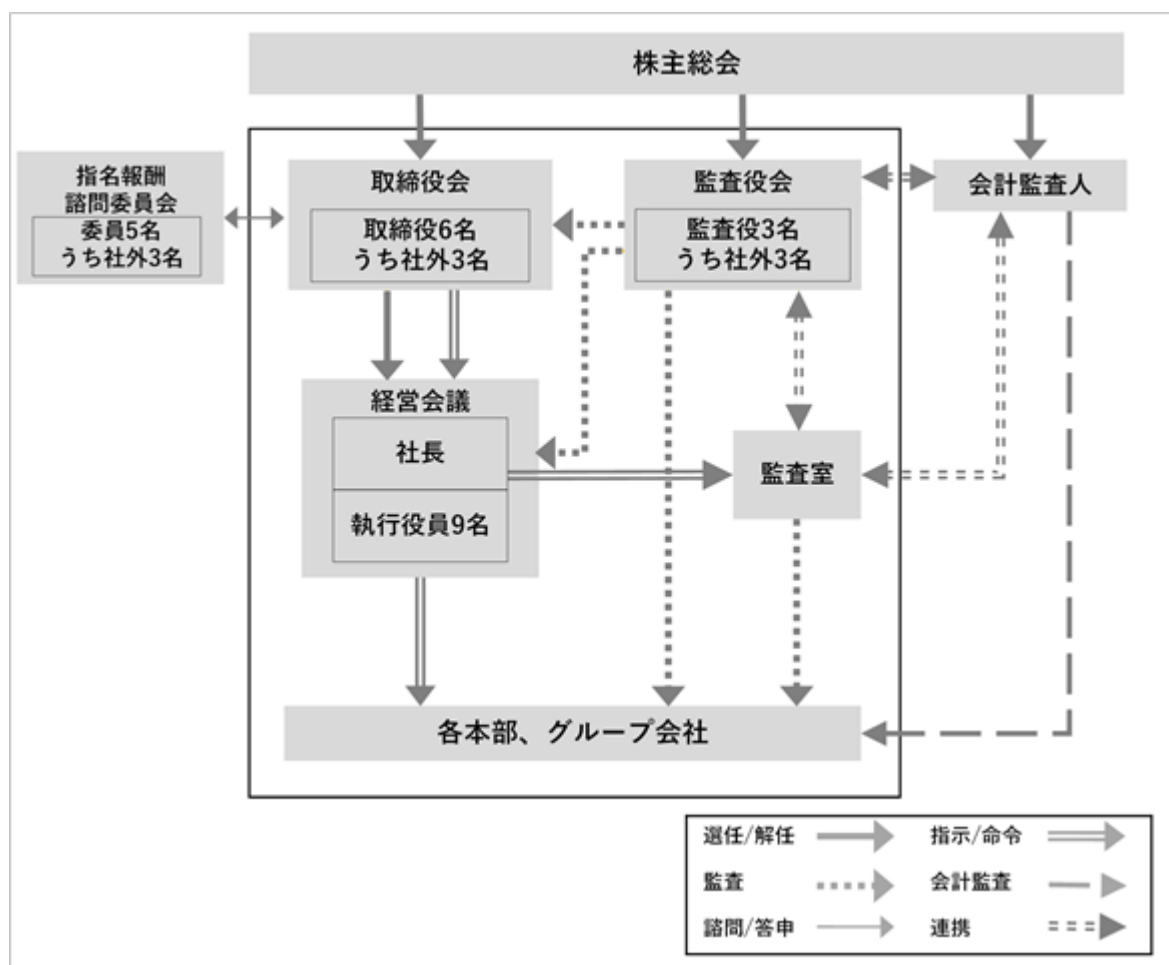 株主総会
指名報酬
諮問委員会
委員5名
うち社外3名
取締役会
取締役6名
うち社外3名
監査役会
監査役3名
うち社外3名
会計監査人
経営会議
社長
執行役員9名
監査室
各本部、グループ会社
選任/解任
指示/命令
監査
会計監査
諮問/答申
連携